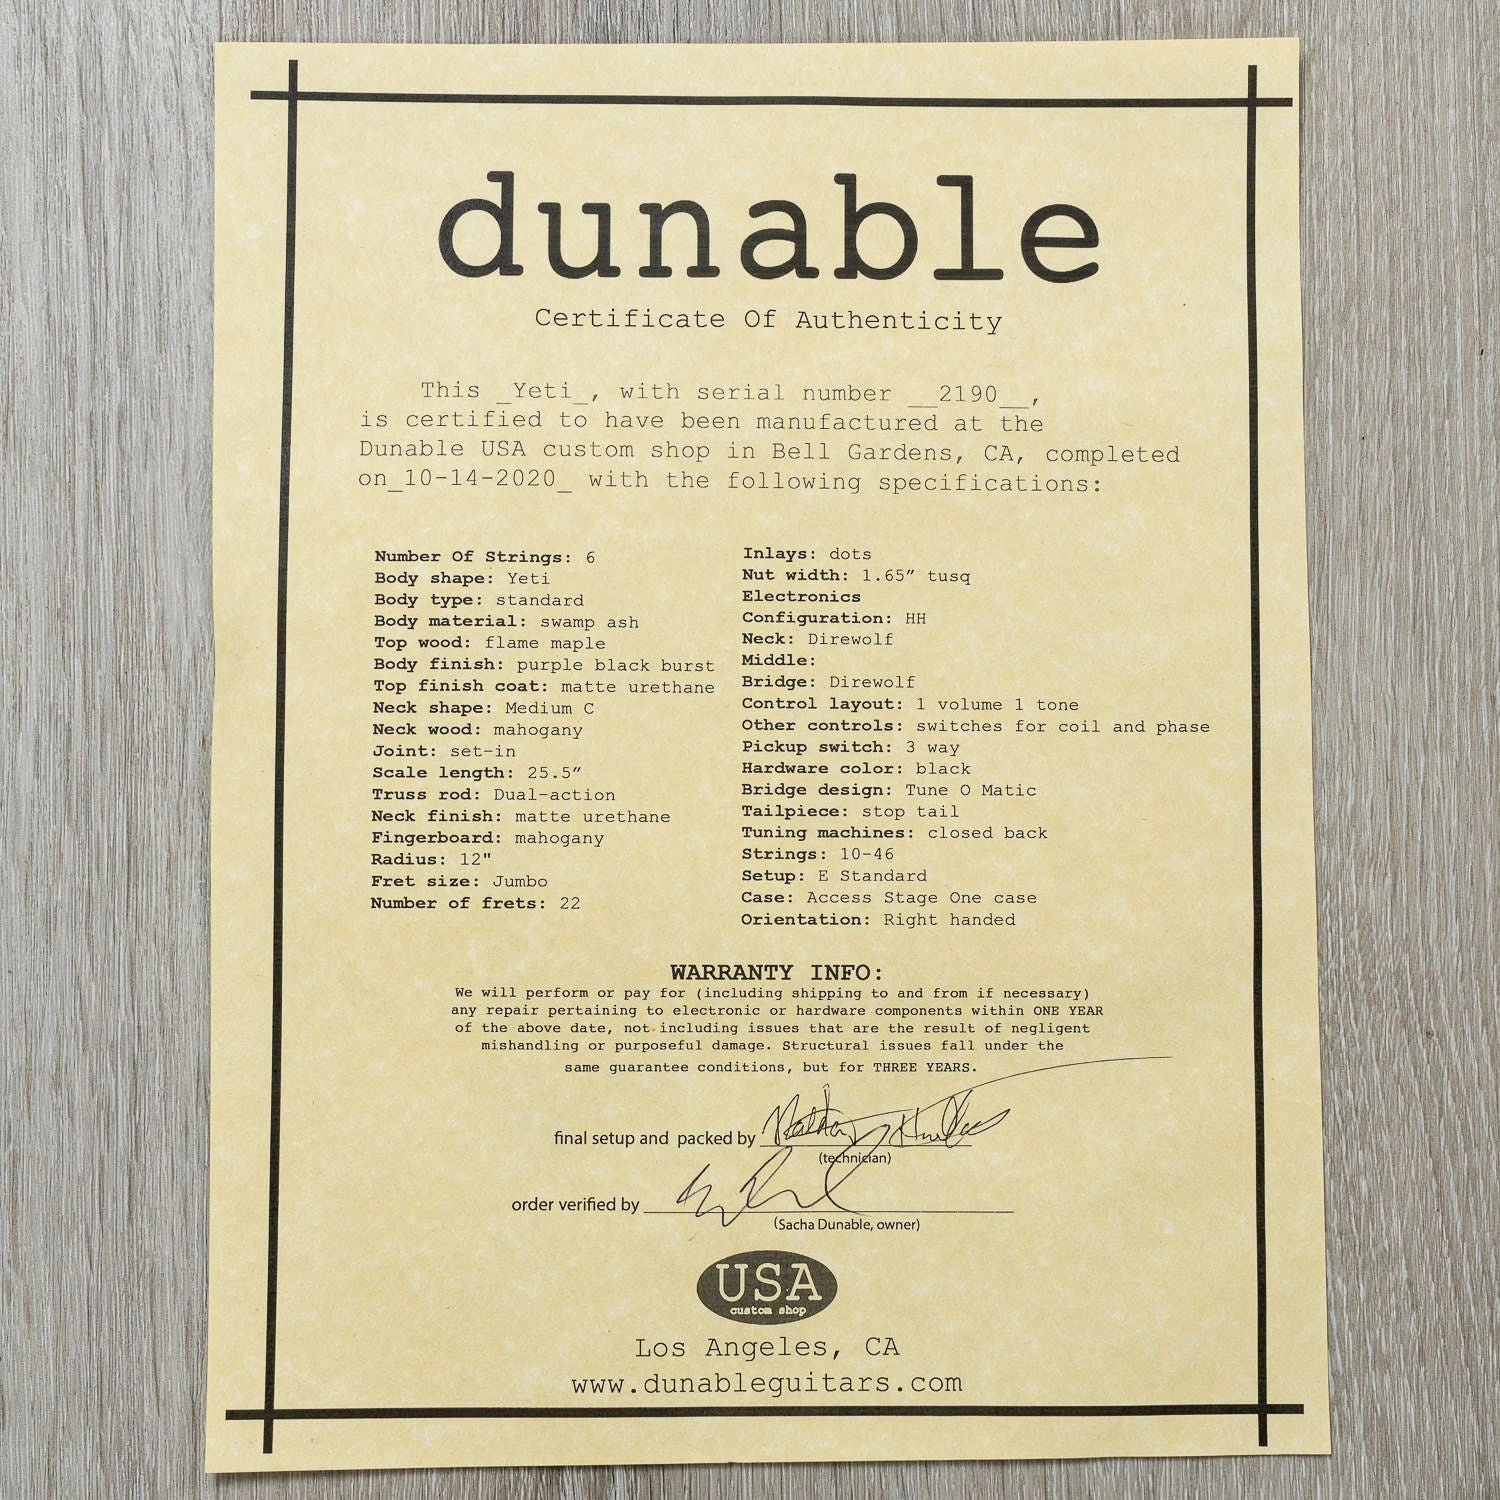 dunable
Certificate Of Authenticity
This _Yeti_, with serial number __2190__,
is certified to have been manufactured at the
Dunable USA custom shop in Bell Gardens, CA, completed
on_10-14-2020_ with the following specifications:
Number Of Strings: 6
Body shape: Yeti
Body type: standard
Body material: swamp ash
Top wood: flame maple
Body finish: purple black burst
Top finish coat: matte urethane
Neck shape: Medium C
Neck wood: mahogany
Joint: set-in
Scale length: 25.5”
Truss rod: Dual-action
Neck finish: matte urethane
Fingerboard: mahogany
Radius: 12"
Fret size: Jumbo
Number of frets: 22
Inlays: dots
Nut width: 1.65” tusq
Electronics
Configuration: HH
Neck: Direwolf
Middle:
Bridge: Direwolf
Control layout: 1 volume 1 tone
Other controls: switches for coil and phase
Pickup switch: 3 way
Hardware color: black
Bridge design: Tune O Matic
Tailpiece: stop tail
Tuning machines: closed back
Strings: 10-46
Setup: E Standard
Case: Access Stage One case
Orientation: Right handed
WARRANTY INFO:
We will perform or pay for (including shipping to and from if necessary)
any repair pertaining to electronic or hardware components within ONE YEAR
of the above date, not including issues that are the result of negligent
mishandling or purposeful damage. Structural issues fall under the
same guarantee conditions, but for THREE YEARS.
final setup and packed by
(technician)
order verified by
(Sacha Dunable, owner)
USA
custom shop
Los Angeles, CA
www.dunableguitars.com